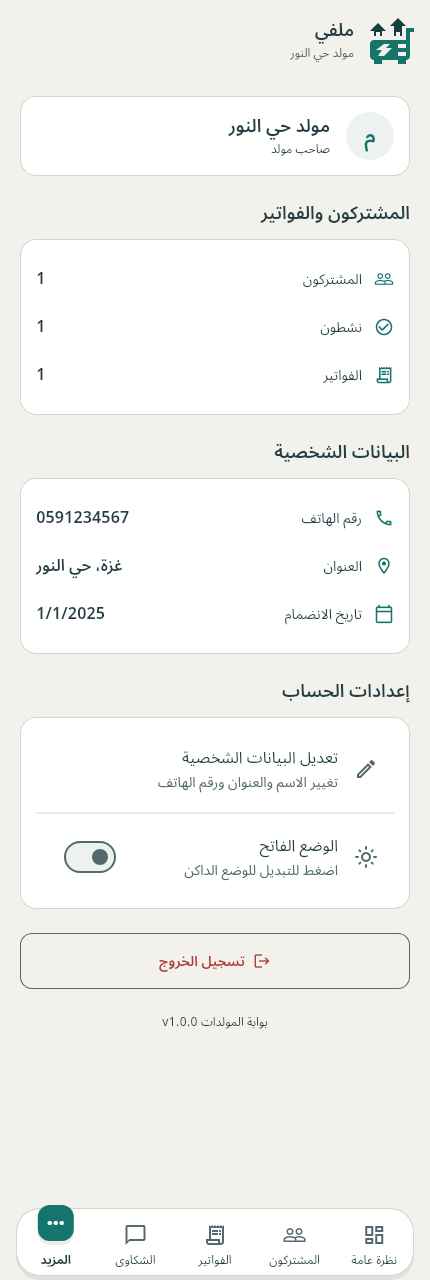 ملفي
مولد حي النور
م
مولد حي النور
صاحب مولد
المشتركون والفواتير
المشتركون 1
نشطون 1
الفواتير 1
البيانات الشخصية
رقم الهاتف 0591234567
العنوان غزة، حي النور
تاريخ الانضمام 1/1/2025
إعدادات الحساب
تعديل البيانات الشخصية
تغيير الاسم والعنوان ورقم الهاتف
الوضع الفاتح
اضغط للتبديل للوضع الداكن
تسجيل الخروج
بوابة المولدات v1.0.0
نظرة عامة المشتركون الفواتير الشكاوى المزيد